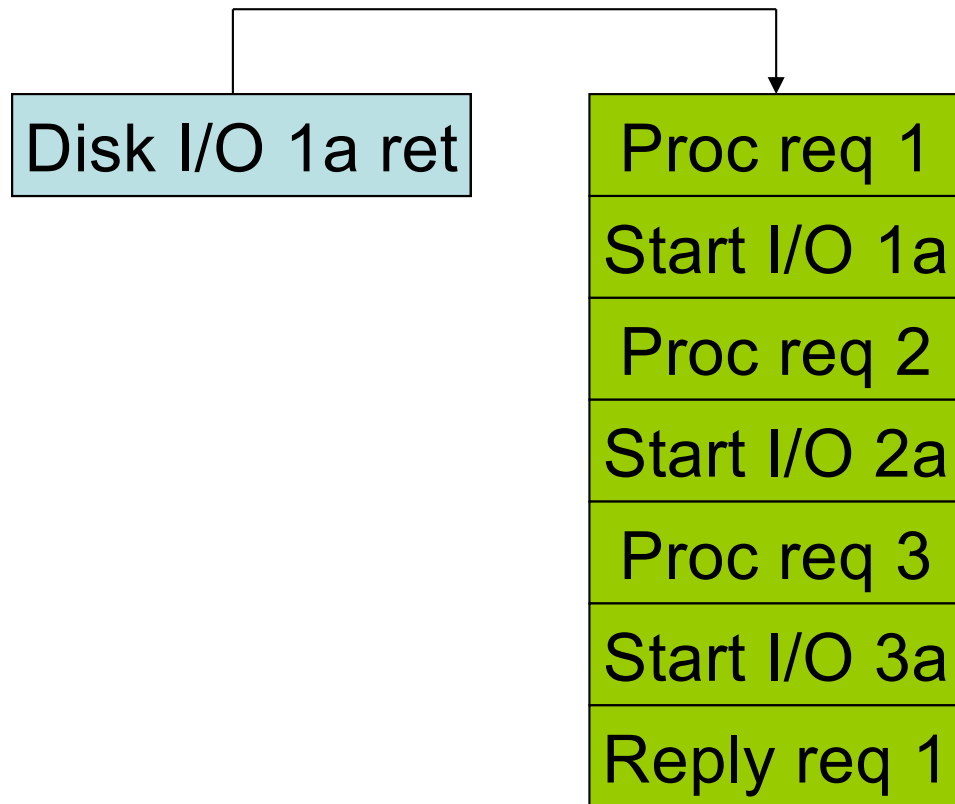 Disk I/O 1a ret
Proc req 1
Start I/O 1a
Proc req 2
Start I/O 2a
Proc req 3
Start I/O 3a
Reply req 1